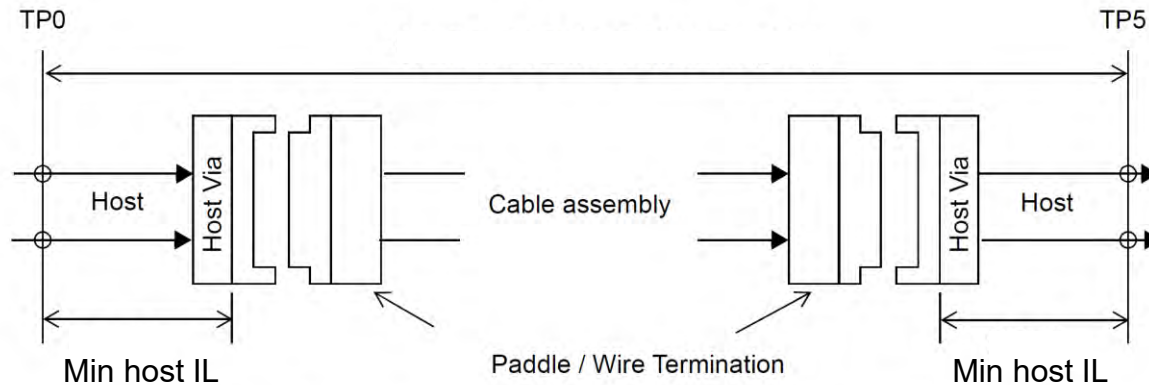 TP0
TP5
Host
Host Via
Cable assembly
Host Via
Host
Min host IL
Paddle / Wire Termination
Min host IL